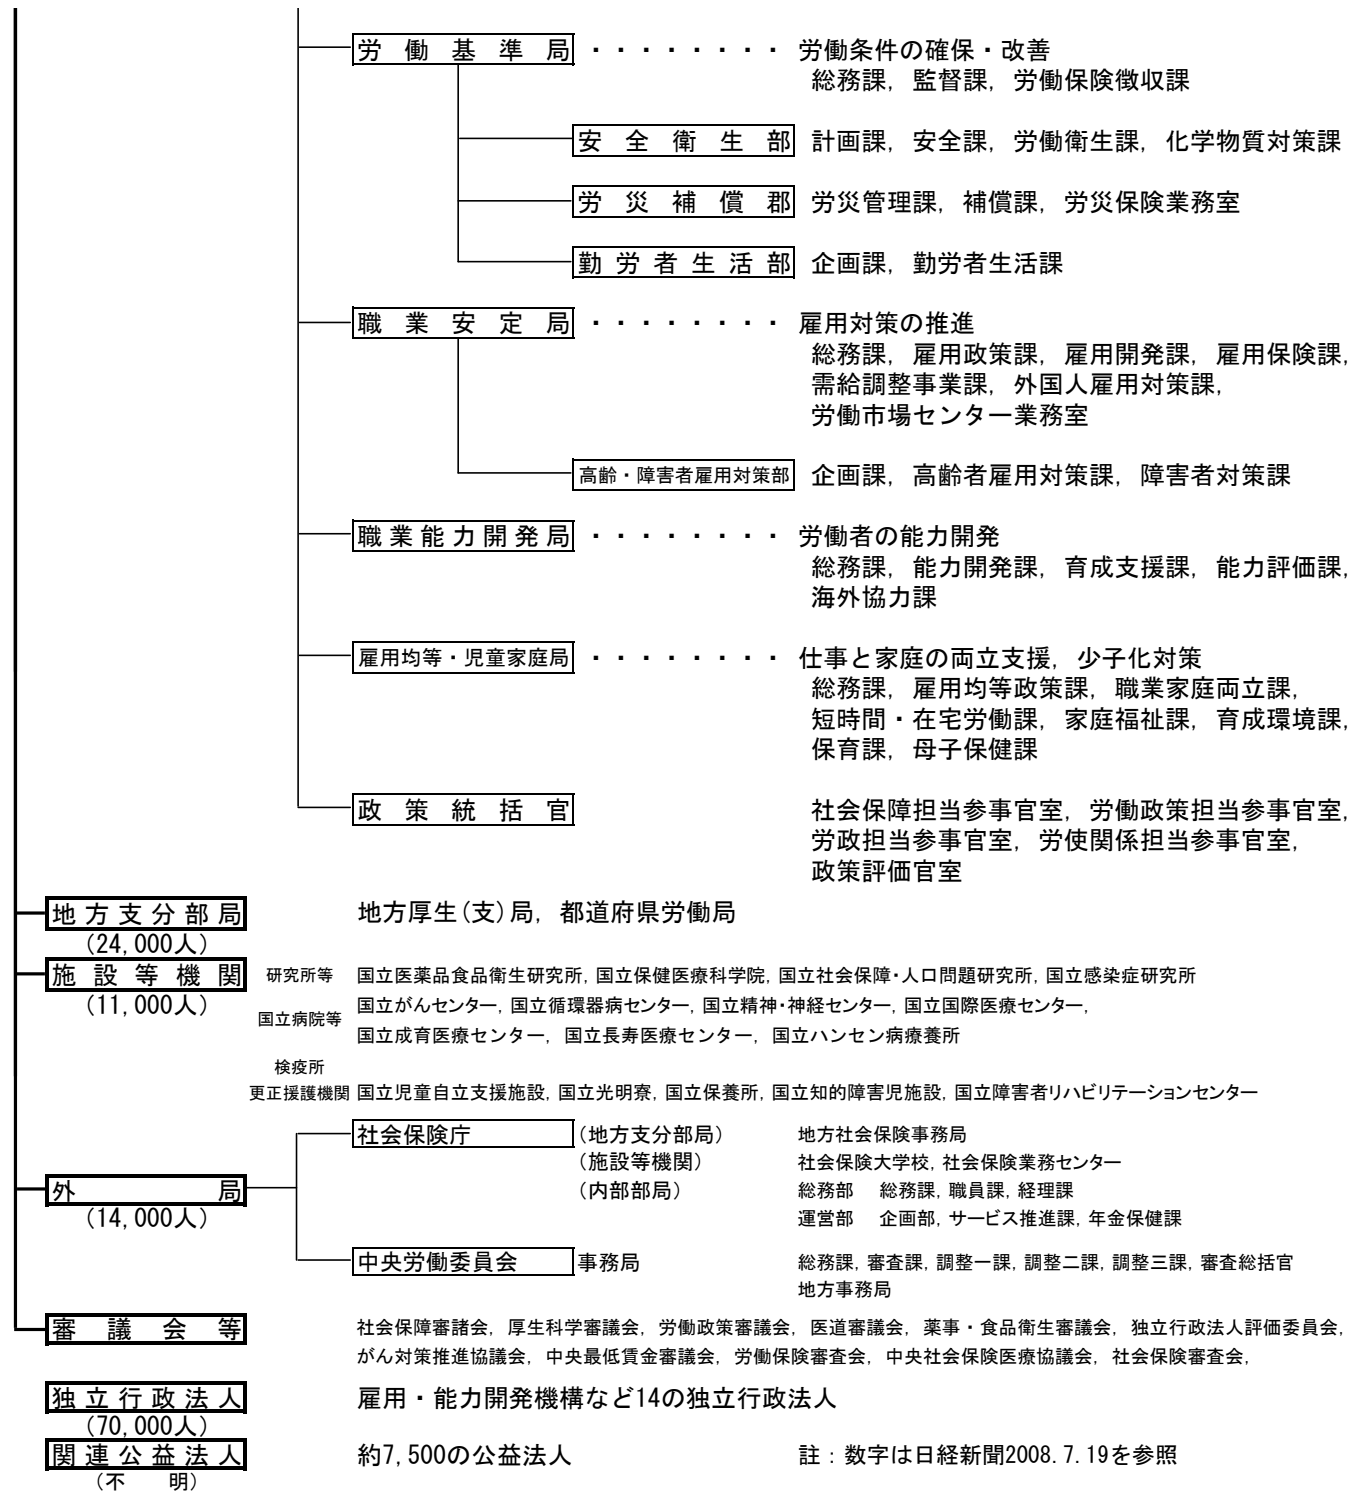 労働基準局 ・・・・・・・・ 労働条件の確保・改善
総務課, 監督課, 労働保険徴収課
安全衛生部 計画課, 安全課, 労働衛生課, 化学物質対策課
労災補償郡 労災管理課, 補償課, 労災保険業務室
勤労者生活部 企画課, 勤労者生活課
職業安定局 ・・・・・・・・ 雇用対策の推進
総務課, 雇用政策課, 雇用開発課, 雇用保険課,
需給調整事業課, 外国人雇用対策課,
労働市場センター業務室
高齢・障害者雇用対策部 企画課, 高齢者雇用対策課, 障害者対策課
職業能力開発局 ・・・・・・・・ 労働者の能力開発
総務課, 能力開発課, 育成支援課, 能力評価課,
海外協力課
雇用均等・児童家庭局 ・・・・・・・・ 仕事と家庭の両立支援, 少子化対策
総務課, 雇用均等政策課, 職業家庭両立課,
短時間・在宅労働課, 家庭福祉課, 育成環境課,
保育課, 母子保健課
政策統括官 社会保障担当参事官室, 労働政策担当参事官室,
労政担当参事官室, 労使関係担当参事官室,
政策評価官室
地方支分部局 地方厚生(支)局, 都道府県労働局
(24,000人)
施設等機関 研究所等 国立医薬品食品衛生研究所, 国立保健医療科学院, 国立社会保障・人口問題研究所, 国立感染症研究所
(11,000人) 国立病院等 国立がんセンター, 国立循環器病センター, 国立精神・神経センター, 国立国際医療センター,
国立成育医療センター, 国立長寿医療センター, 国立ハンセン病療養所
検疫所
更正援護機関 国立児童自立支援施設, 国立光明寮, 国立保養所, 国立知的障害児施設, 国立障害者リハビリテーションセンター
社会保険庁 (地方支分部局) 地方社会保険事務局
(施設等機関) 社会保険大学校, 社会保険業務センター
外局 (内部部局) 総務部 総務課, 職員課, 経理課
(14,000人) 運営部 企画部, サービス推進課, 年金保健課
中央労働委員会 事務局 総務課, 審査課, 調整一課, 調整二課, 調整三課, 審査総括官
地方事務局
審議会等 社会保障審諸会, 厚生科学審議会, 労働政策審議会, 医道審議会, 薬事・食品衛生審議会, 独立行政法人評価委員会,
がん対策推進協議会, 中央最低賃金審議会, 労働保険審査会, 中央社会保険医療協議会, 社会保険審査会,
独立行政法人 雇用・能力開発機構など14の独立行政法人
(70,000人)
関連公益法人 約7,500の公益法人 註：数字は日経新聞2008.7.19を参照
(不 明)